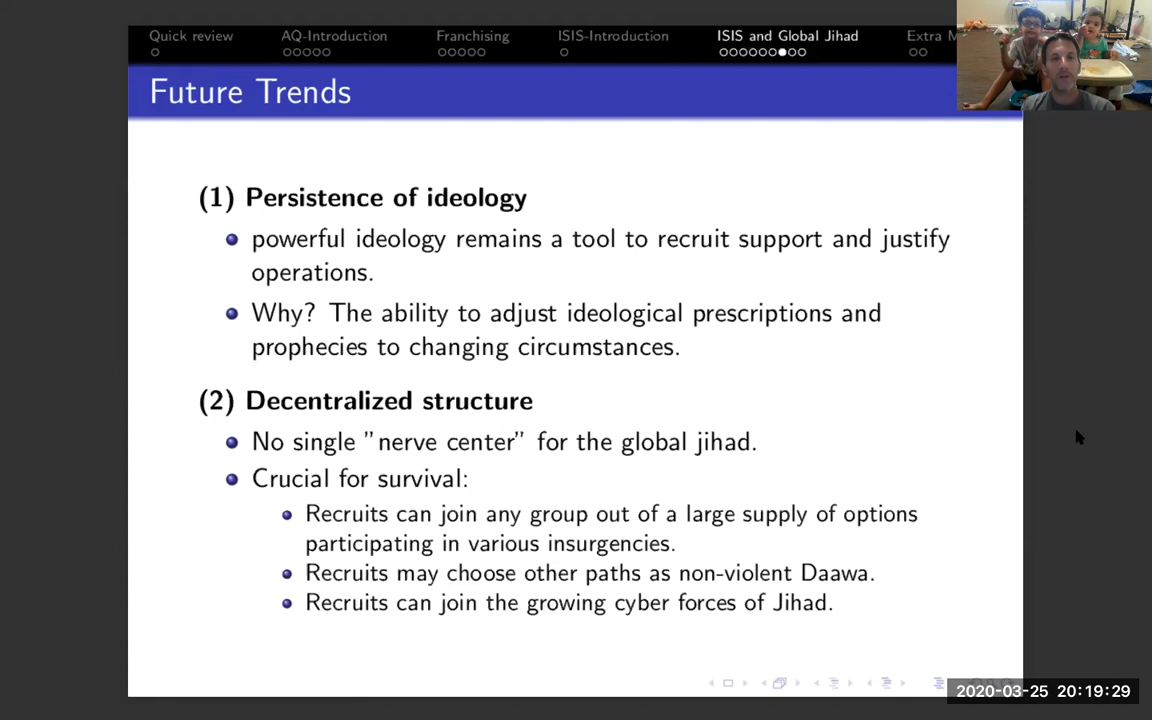 Quick review AQ-Introduction Franchising ISIS-Introduction ISIS and Global Jihad Extra M
Future Trends
(1) Persistence of ideology
powerful ideology remains a tool to recruit support and justify
operations.
Why? The ability to adjust ideological prescriptions and
prophecies to changing circumstances.
(2) Decentralized structure
No single "nerve center" for the global jihad.
Crucial for survival:
Recruits can join any group out of a large supply of options
participating in various insurgencies.
Recruits may choose other paths as non-violent Daawa.
Recruits can join the growing cyber forces of Jihad.
2020-03-25 20:19:29